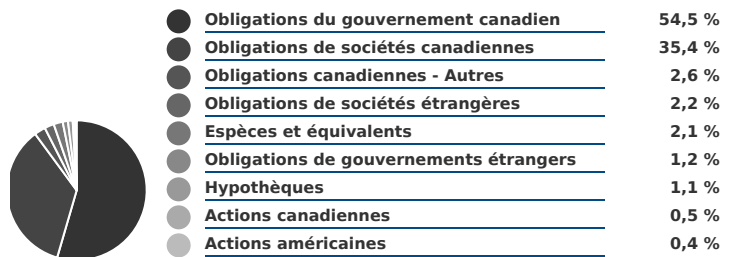 Obligations du gouvernement canadien 54,5 %
Obligations de sociétés canadiennes 35,4 %
Obligations canadiennes - Autres 2,6 %
Obligations de sociétés étrangères 2,2 %
Espèces et équivalents 2,1 %
Obligations de gouvernements étrangers 1,2 %
Hypothèques 1,1 %
Actions canadiennes 0,5 %
Actions américaines 0,4 %